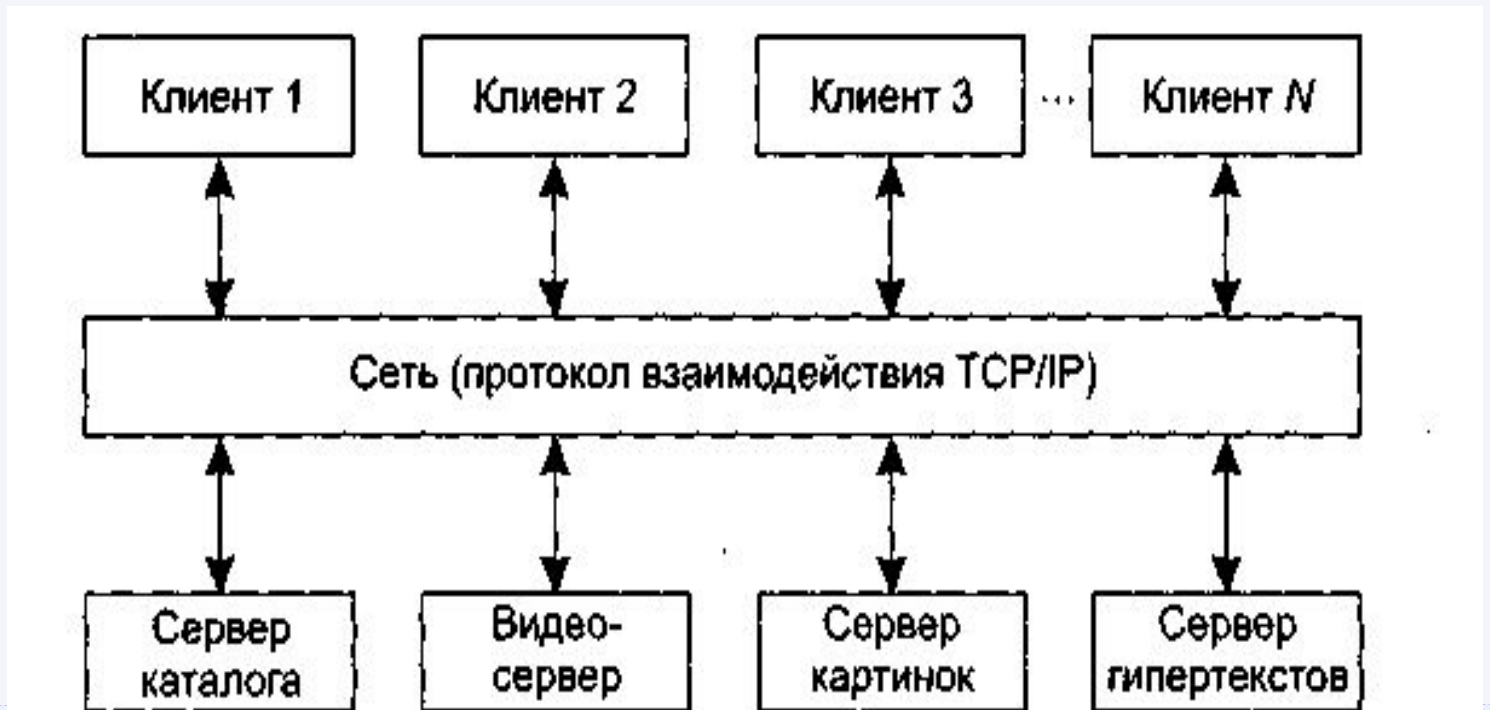 Клиент 1
Клиент 2
Клиент 3
...
Клиент N
Сеть (протокол взаимодействия TCP/IP)
Сервер
каталога
Видео-
сервер
Сервер
картинок
Сервер
гипертекстов